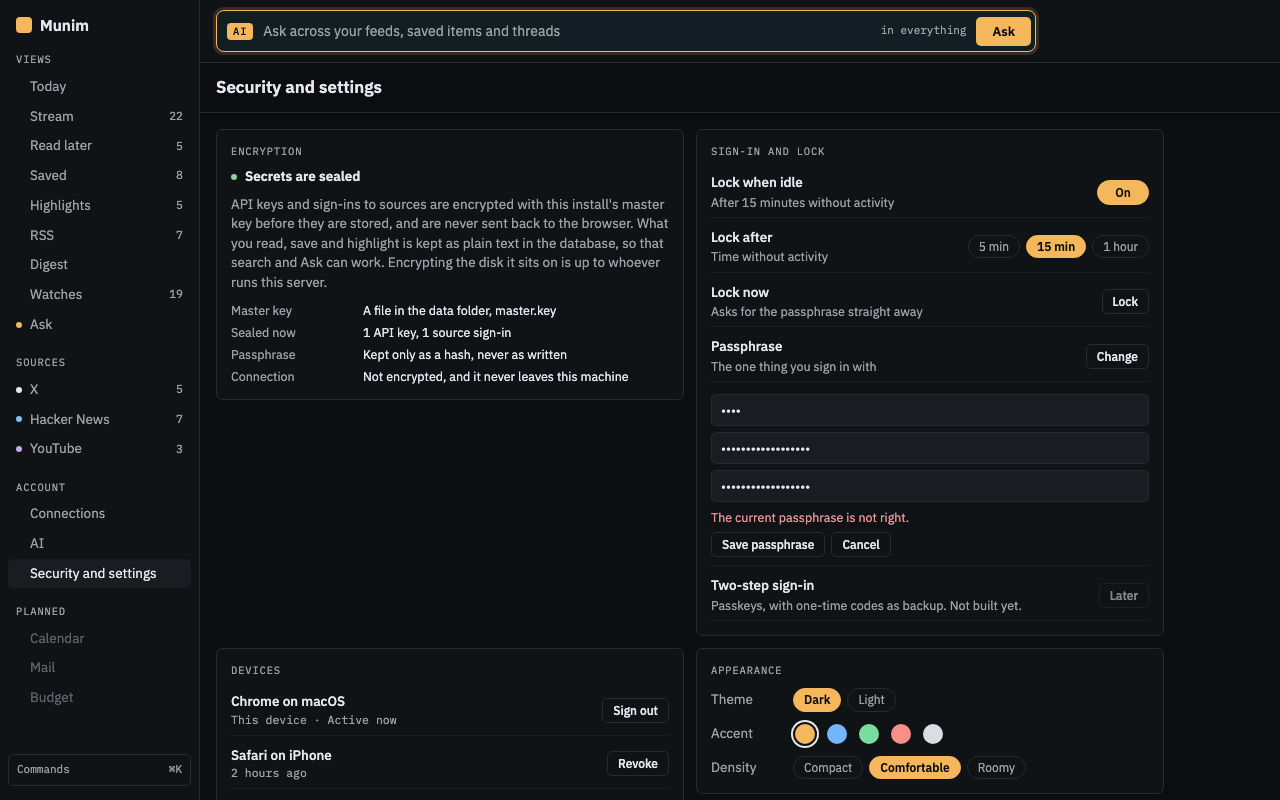 Munim
VIEWS
Today
Stream 22
Read later 5
Saved 8
Highlights 5
RSS 7
Digest
Watches 19
Ask
SOURCES
X 5
Hacker News 7
YouTube 3
ACCOUNT
Connections
AI
Security and settings
PLANNED
Calendar
Mail
Budget
Commands ⌘K
AI Ask across your feeds, saved items and threads in everything Ask
Security and settings
ENCRYPTION
Secrets are sealed
API keys and sign-ins to sources are encrypted with this install's master
key before they are stored, and are never sent back to the browser. What
you read, save and highlight is kept as plain text in the database, so that
search and Ask can work. Encrypting the disk it sits on is up to whoever
runs this server.
Master key A file in the data folder, master.key
Sealed now 1 API key, 1 source sign-in
Passphrase Kept only as a hash, never as written
Connection Not encrypted, and it never leaves this machine
SIGN-IN AND LOCK
Lock when idle
After 15 minutes without activity
On
Lock after
Time without activity
5 min 15 min 1 hour
Lock now
Asks for the passphrase straight away
Lock
Passphrase
The one thing you sign in with
Change
••••
••••••••••••••••••
••••••••••••••••••
The current passphrase is not right.
Save passphrase Cancel
Two-step sign-in
Passkeys, with one-time codes as backup. Not built yet.
Later
DEVICES
Chrome on macOS
This device · Active now
Sign out
Safari on iPhone
2 hours ago
Revoke
APPEARANCE
Theme Dark Light
Accent
Density Compact Comfortable Roomy